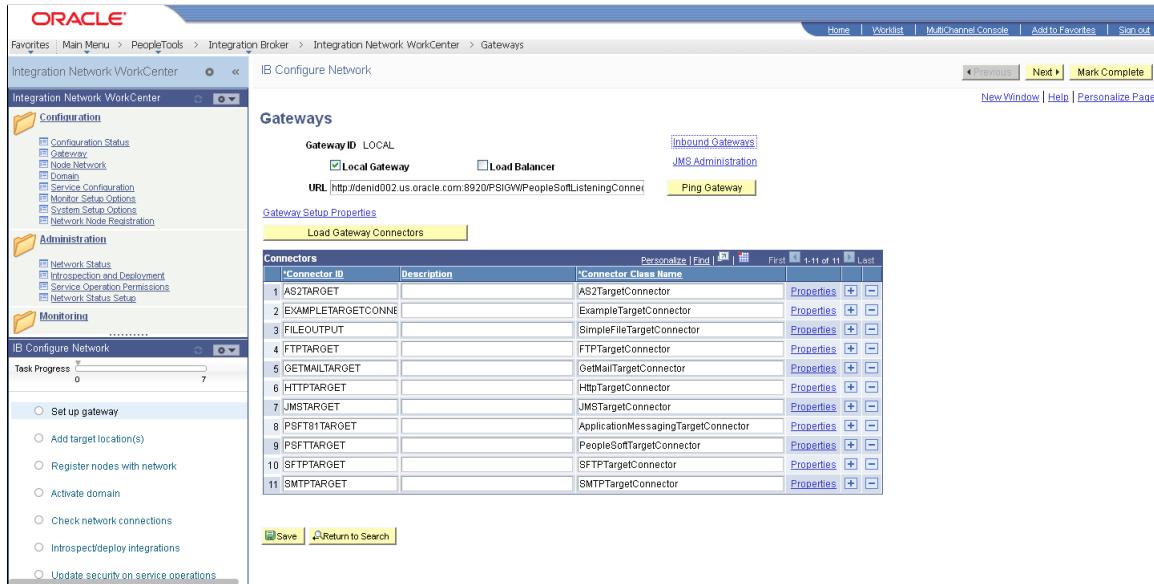 ORACLE
Home | Worklist | MultiChannel Console | Add to Favorites | Sign out
Favorites | Main Menu > PeopleTools > Integration Broker > Integration Network WorkCenter > Gateways
Integration Network WorkCenter «
IB Configure Network
Previous Next Mark Complete
Integration Network WorkCenter
New Window | Help | Personalize Page
Configuration
Configuration Status
Gateway
Node Network
Domain
Service Configuration
Monitor Setup Options
System Setup Options
Network Node Registration
Administration
Network Status
Introspection and Deployment
Service Operation Permissions
Network Status Setup
Monitoring
IB Configure Network
Task Progress
0 7
Set up gateway
Add target location(s)
Register nodes with network
Activate domain
Check network connections
Introspect/deploy integrations
Update security on service operations
Gateways
Gateway ID LOCAL
Inbound Gateways
Local Gateway Load Balancer
JMS Administration
URL http://denid002.us.oracle.com:8920/PSIGW/PeopleSoftListeningConnec
Ping Gateway
Gateway Setup Properties
Load Gateway Connectors
Connectors Personalize | Find | | First 1-11 of 11 Last
*Connector ID Description *Connector Class Name
1 AS2TARGET AS2TargetConnector Properties + -
2 EXAMPLETARGETCONNE ExampleTargetConnector Properties + -
3 FILEOUTPUT SimpleFileTargetConnector Properties + -
4 FTPTARGET FTPTargetConnector Properties + -
5 GETMAILTARGET GetMailTargetConnector Properties + -
6 HTTPTARGET HttpTargetConnector Properties + -
7 JMSTARGET JMSTargetConnector Properties + -
8 PSFT81TARGET ApplicationMessagingTargetConnector Properties + -
9 PSFTTARGET PeopleSoftTargetConnector Properties + -
10 SFTPTARGET SFTPTargetConnector Properties + -
11 SMTPTARGET SMTPTargetConnector Properties + -
Save Return to Search